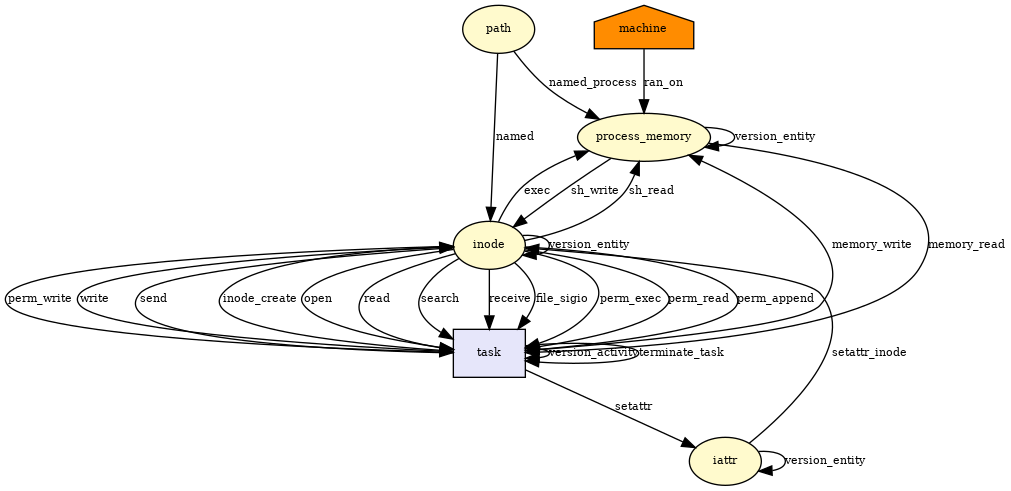 path
machine
named_process
ran_on
named
process_memory
version_entity
exec
sh_write
sh_read
inode
version_entity
memory_write
memory_read
perm_write
write
send
inode_create
open
read
search
receive
file_sigio
perm_exec
perm_read
perm_append
task
version_activity
terminate_task
setattr_inode
setattr
iattr
version_entity